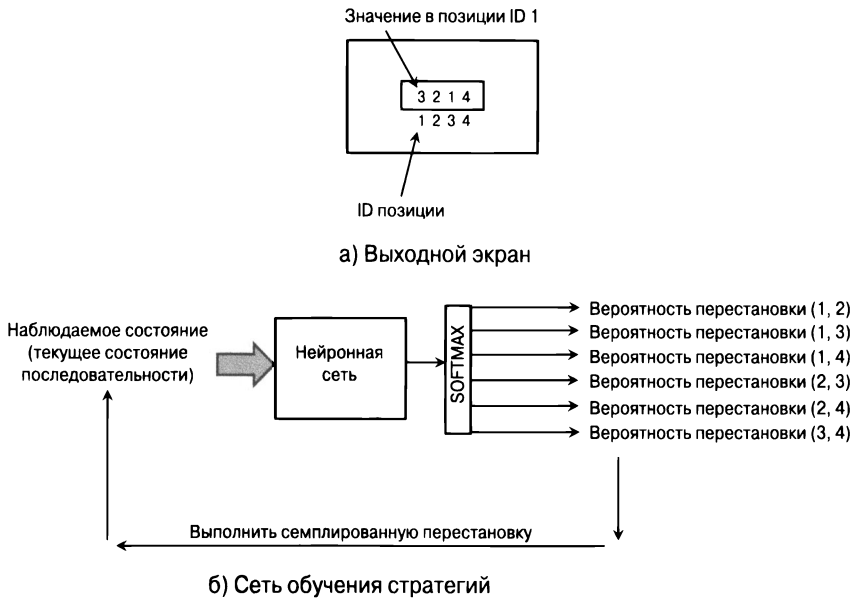 Значение в позиции ID 1
3 2 1 4
1 2 3 4
ID позиции
а) Выходной экран
Наблюдаемое состояние
(текущее состояние
последовательности)
Нейронная
сеть
SOFTMAX
Вероятность перестановки (1, 2)
Вероятность перестановки (1, 3)
Вероятность перестановки (1, 4)
Вероятность перестановки (2, 3)
Вероятность перестановки (2, 4)
Вероятность перестановки (3, 4)
Выполнить семплированную перестановку
б) Сеть обучения стратегий